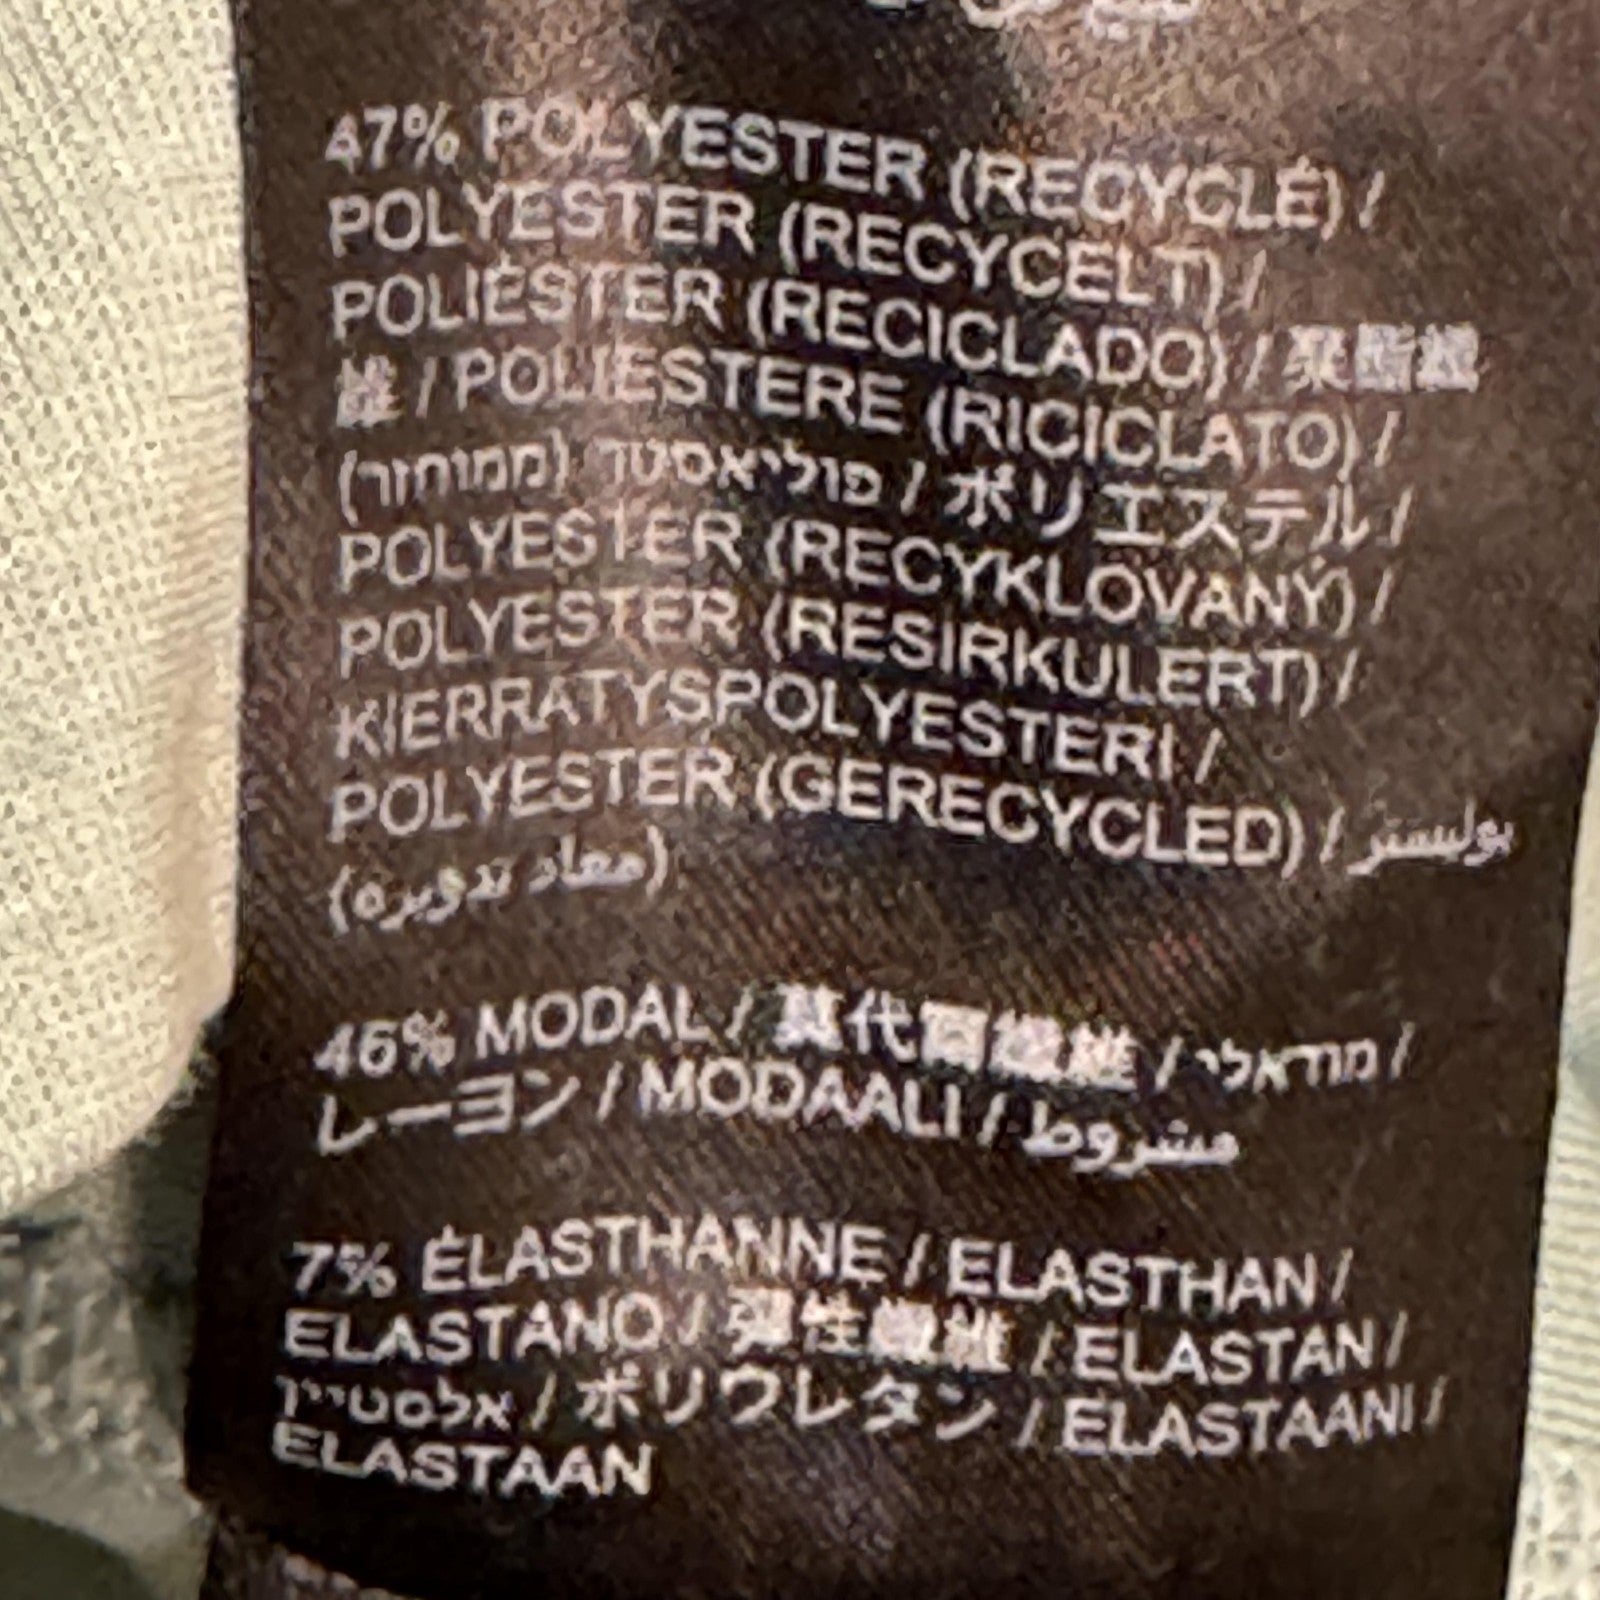 47% POLYESTER (RECYCLÉ) /
POLYESTER (RECYCELT) /
POLIÉSTER (RECICLADO) / 聚酯纖
維 / POLIESTERE (RICICLATO) /
פוליאסטר (ממוחזר) / ポリエステル /
POLYESTER (RECYKLOVANÝ) /
POLYESTER (RESIRKULERT) /
KIERRÄTYSPOLYESTERI /
POLYESTER (GERECYCLED) / بوليستر
(معاد تدويره)
46% MODAL / 莫代爾纖維 / מודאלי /
レーヨン / MODAALI / مشروط
7% ÉLASTHANNE / ELASTHAN /
ELASTANO / 彈性纖維 / ELASTAN /
אלסטיין / ポリウレタン / ELASTAANI /
ELASTAAN